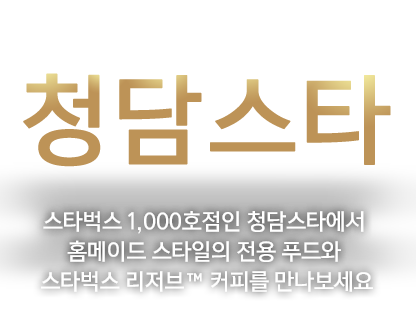 청담스타
스타벅스 1,000호점인 청담스타에서
홈메이드 스타일의 전용 푸드와
스타벅스 리저브™ 커피를 만나보세요